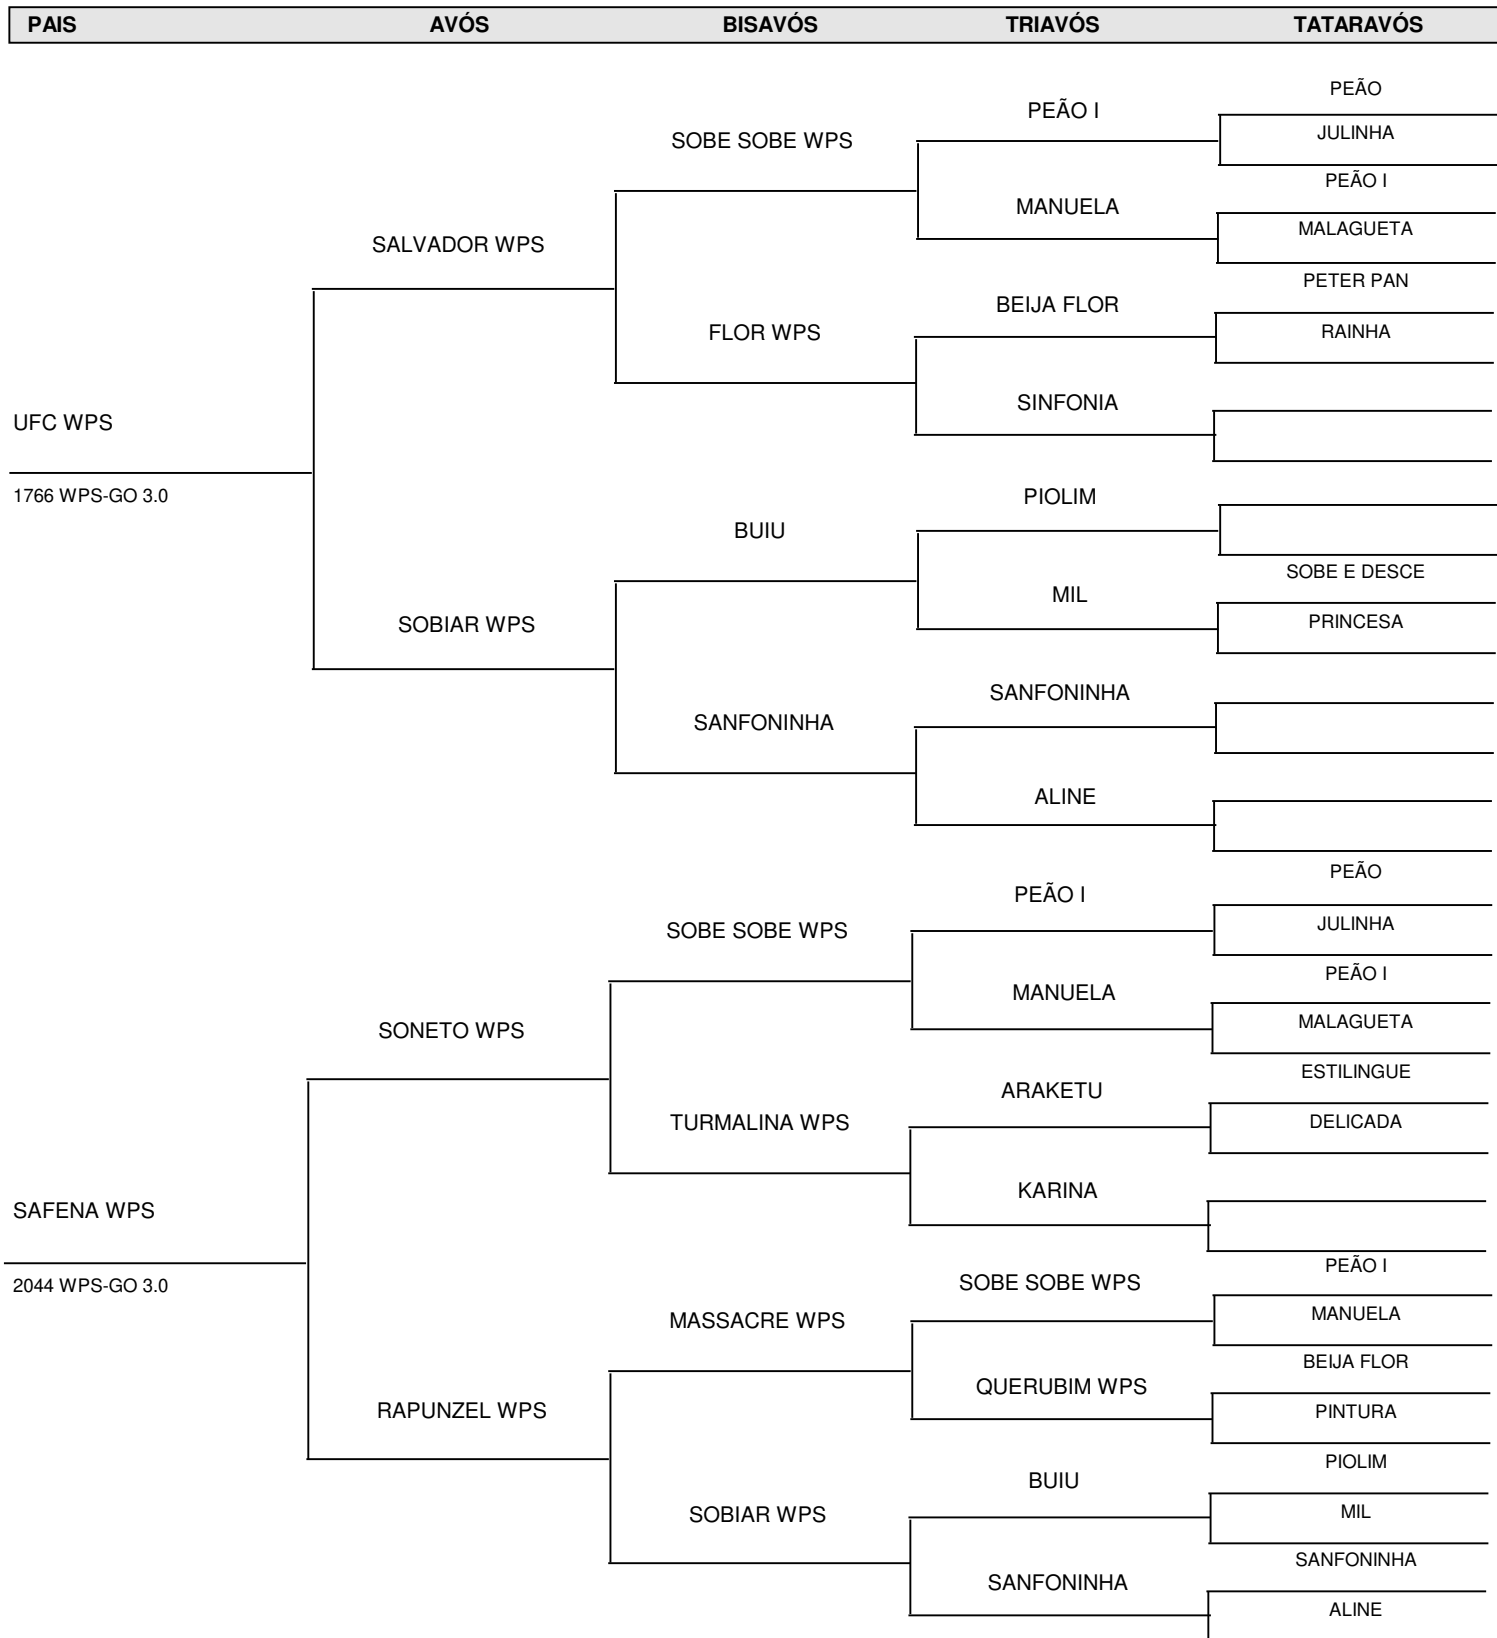 PAIS AVÓS BISAVÓS TRIAVÓS TATARAVÓS
PEÃO
PEÃO I
JULINHA
SOBE SOBE WPS
PEÃO I
MANUELA
MALAGUETA
SALVADOR WPS
PETER PAN
BEIJA FLOR
RAINHA
FLOR WPS
SINFONIA
UFC WPS
1766 WPS-GO 3.0
PIOLIM
BUIU
SOBE E DESCE
MIL
PRINCESA
SOBIAR WPS
SANFONINHA
SANFONINHA
ALINE
PEÃO
PEÃO I
JULINHA
SOBE SOBE WPS
PEÃO I
MANUELA
MALAGUETA
SONETO WPS
ESTILINGUE
ARAKETU
DELICADA
TURMALINA WPS
KARINA
SAFENA WPS
2044 WPS-GO 3.0
PEÃO I
SOBE SOBE WPS
MANUELA
MASSACRE WPS
BEIJA FLOR
QUERUBIM WPS
PINTURA
RAPUNZEL WPS
PIOLIM
BUIU
MIL
SOBIAR WPS
SANFONINHA
SANFONINHA
ALINE